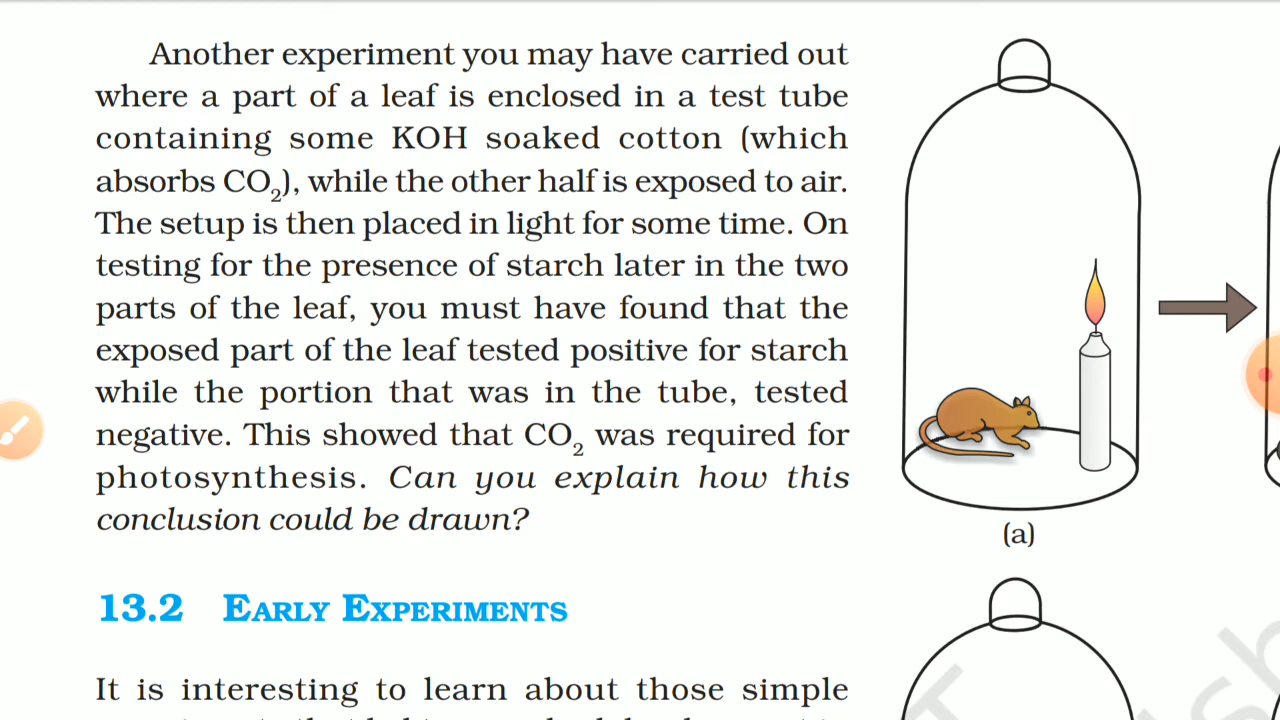 Another experiment you may have carried out
where a part of a leaf is enclosed in a test tube
containing some KOH soaked cotton (which
absorbs CO₂), while the other half is exposed to air.
The setup is then placed in light for some time. On
testing for the presence of starch later in the two
parts of the leaf, you must have found that the
exposed part of the leaf tested positive for starch
while the portion that was in the tube, tested
negative. This showed that CO₂ was required for
photosynthesis. Can you explain how this
conclusion could be drawn?
(a)
13.2 EARLY EXPERIMENTS
It is interesting to learn about those simple